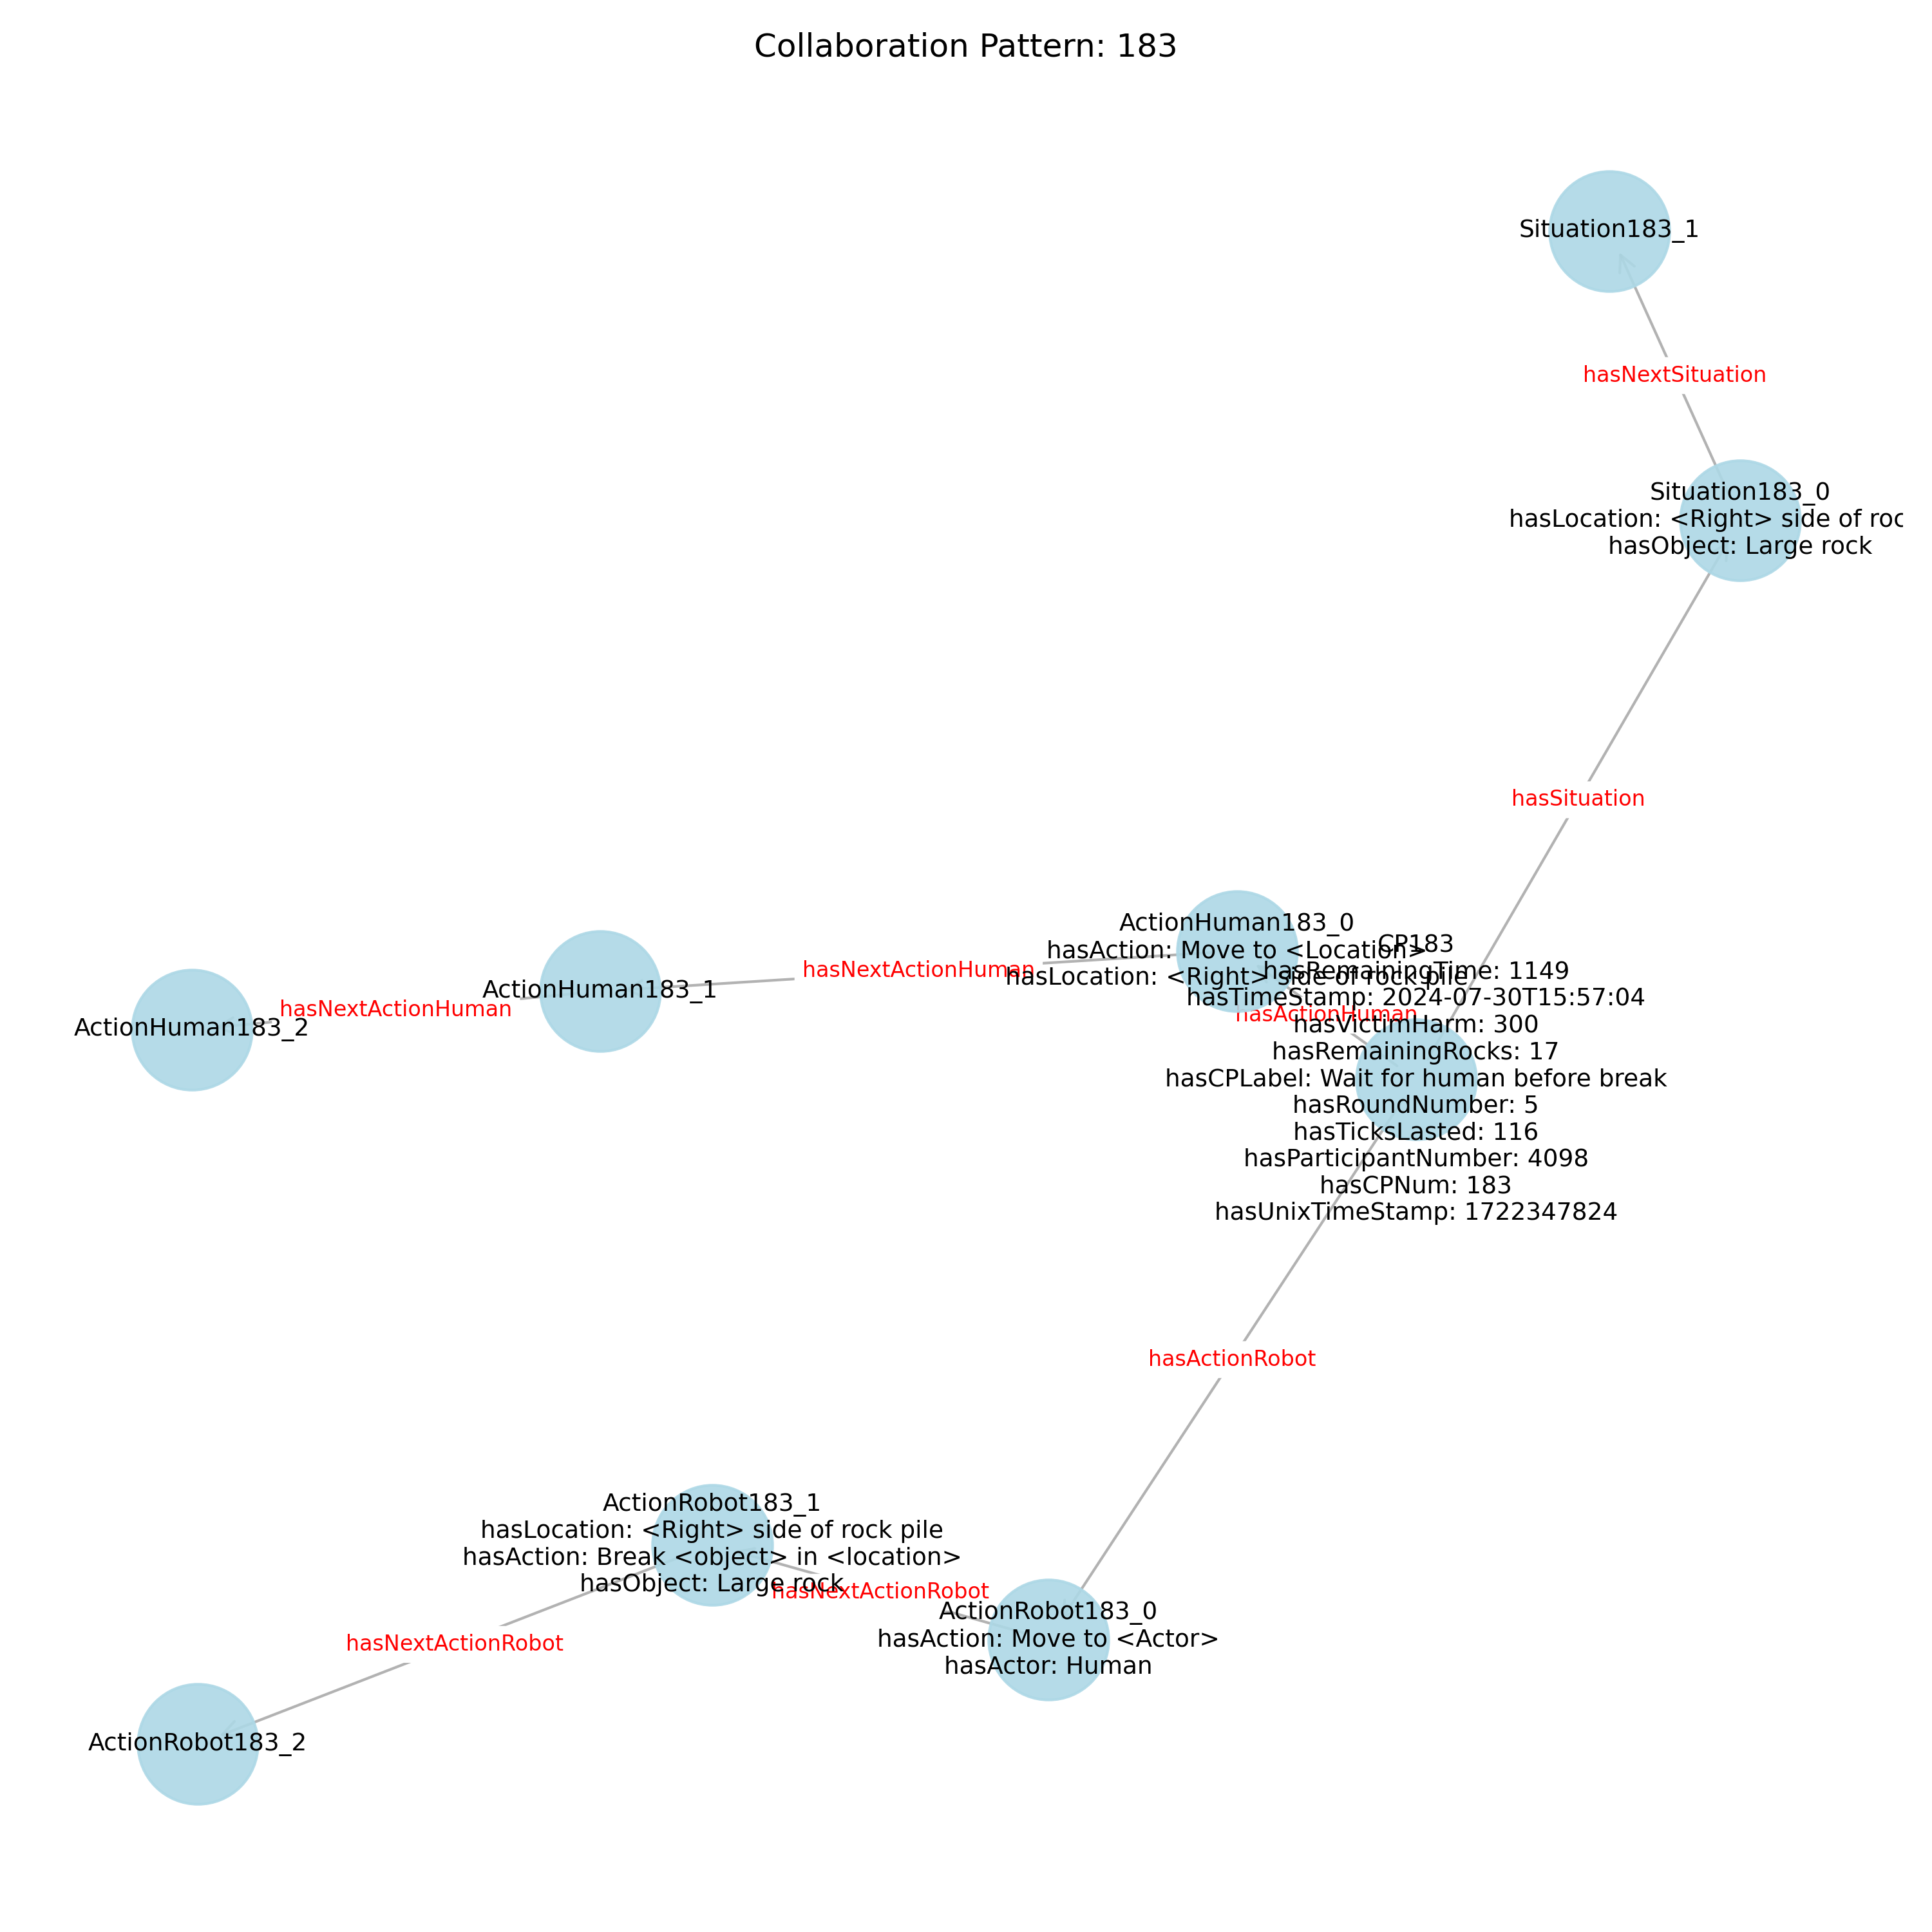 Collaboration Pattern: 183
Situation183_1
hasNextSituation
Situation183_0
hasLocation: <Right> side of roc
hasObject: Large rock
hasSituation
ActionHuman183_0
hasAction: Move to <Location>
hasLocation: <Right> side of rock pile
hasNextActionHuman
ActionHuman183_1
hasNextActionHuman
ActionHuman183_2
hasActionHuman
CP183
hasRemainingTime: 1149
hasTimeStamp: 2024-07-30T15:57:04
hasVictimHarm: 300
hasRemainingRocks: 17
hasCPLabel: Wait for human before break
hasRoundNumber: 5
hasTicksLasted: 116
hasParticipantNumber: 4098
hasCPNum: 183
hasUnixTimeStamp: 1722347824
hasActionRobot
ActionRobot183_1
hasLocation: <Right> side of rock pile
hasAction: Break <object> in <location>
hasObject: Large rock
hasNextActionRobot
ActionRobot183_0
hasAction: Move to <Actor>
hasActor: Human
hasNextActionRobot
ActionRobot183_2